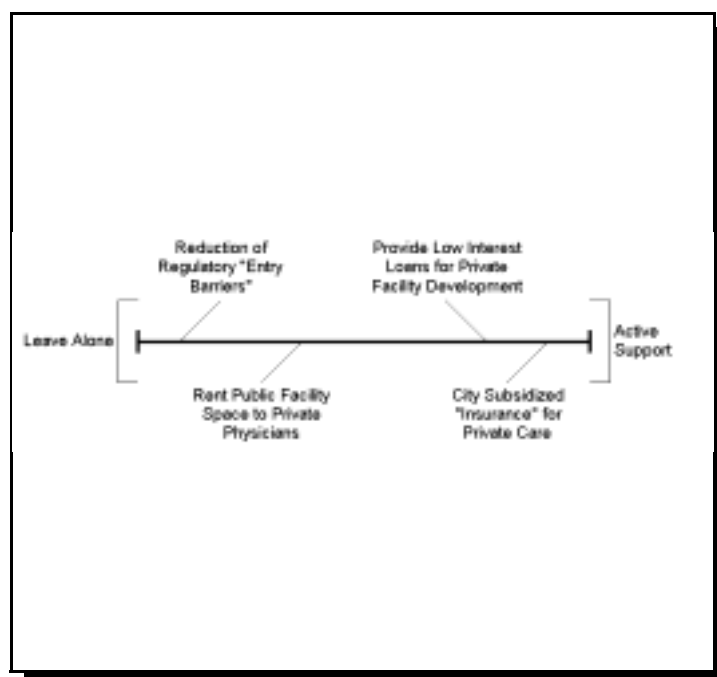 Reduction of
Regulatory "Entry
Barriers"
Provide Low Interest
Loans for Private
Facility Development
Leave Alone
Active
Support
Rent Public Facility
Space to Private
Physicians
City Subsidized
"Insurance" for
Private Care